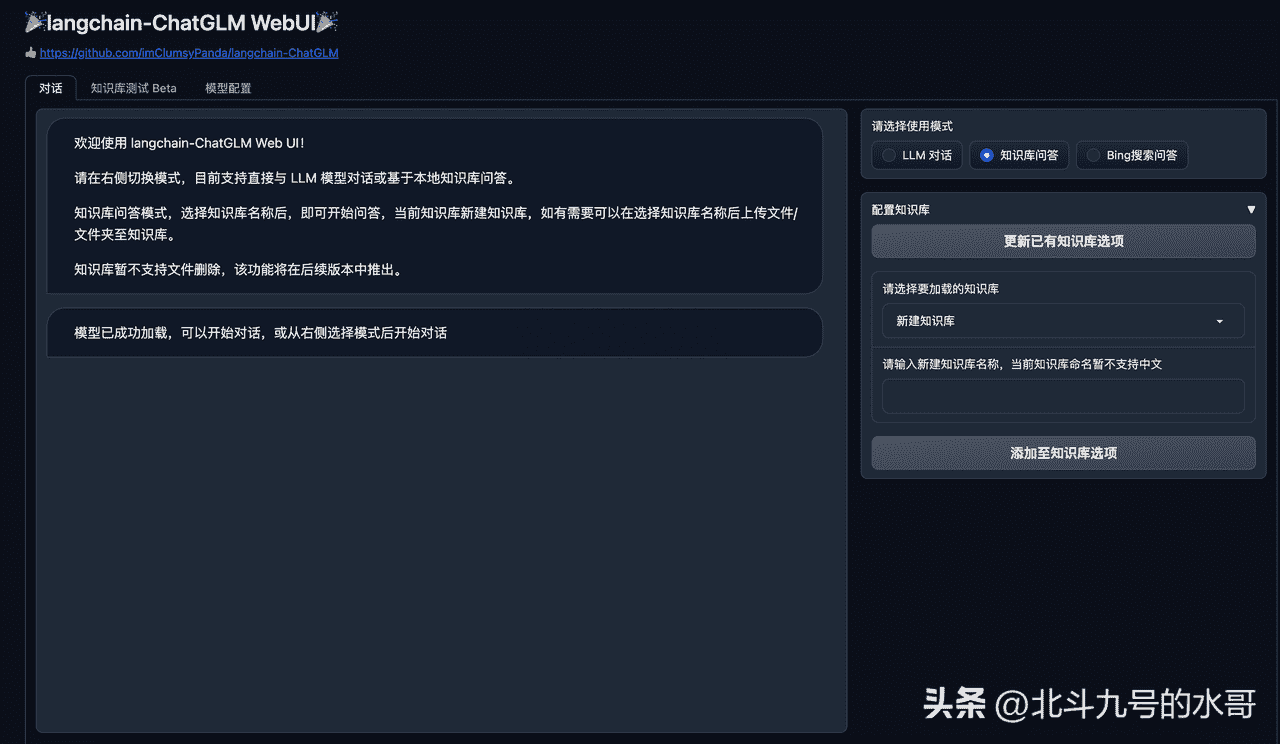 🎉langchain-ChatGLM WebUI🎉
👍 https://github.com/imClumsyPanda/langchain-ChatGLM
对话 知识库测试 Beta 模型配置
欢迎使用 langchain-ChatGLM Web UI！
请在右侧切换模式，目前支持直接与 LLM 模型对话或基于本地知识库问答。
知识库问答模式，选择知识库名称后，即可开始问答，当前知识库新建知识库，如有需要可以在选择知识库名称后上传文件/
文件夹至知识库。
知识库暂不支持文件删除，该功能将在后续版本中推出。
模型已成功加载，可以开始对话，或从右侧选择模式后开始对话
请选择使用模式
LLM 对话 知识库问答 Bing搜索问答
配置知识库 ▼
更新已有知识库选项
请选择要加载的知识库
新建知识库
请输入新建知识库名称，当前知识库命名暂不支持中文
添加至知识库选项
头条 @北斗九号的水哥